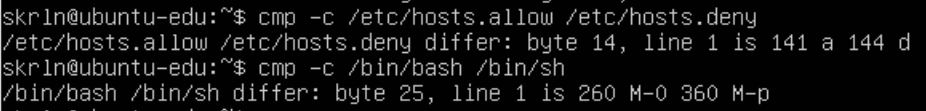 skrln@ubuntu-edu:~$ cmp -c /etc/hosts.allow /etc/hosts.deny
/etc/hosts.allow /etc/hosts.deny differ: byte 14, line 1 is 141 a 144 d
skrln@ubuntu-edu:~$ cmp -c /bin/bash /bin/sh
/bin/bash /bin/sh differ: byte 25, line 1 is 260 M-0 360 M-p